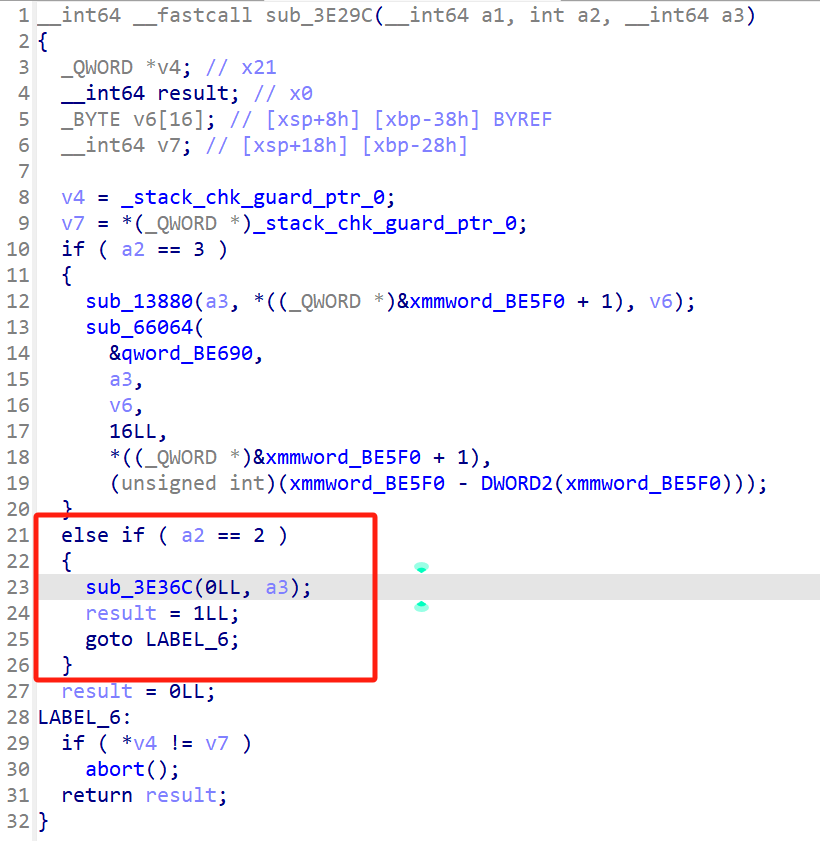 1 __int64 __fastcall sub_3E29C(__int64 a1, int a2, __int64 a3)
2 {
3   _QWORD *v4; // x21
4   __int64 result; // x0
5   _BYTE v6[16]; // [xsp+8h] [xbp-38h] BYREF
6   __int64 v7; // [xsp+18h] [xbp-28h]
7
8   v4 = _stack_chk_guard_ptr_0;
9   v7 = *(_QWORD *)_stack_chk_guard_ptr_0;
10   if ( a2 == 3 )
11   {
12     sub_13880(a3, *((_QWORD *)&xmmword_BE5F0 + 1), v6);
13     sub_66064(
14       &qword_BE690,
15       a3,
16       v6,
17       16LL,
18       *((_QWORD *)&xmmword_BE5F0 + 1),
19       (unsigned int)(xmmword_BE5F0 - DWORD2(xmmword_BE5F0)));
20   }
21   else if ( a2 == 2 )
22   {
23     sub_3E36C(0LL, a3);
24     result = 1LL;
25     goto LABEL_6;
26   }
27   result = 0LL;
28 LABEL_6:
29   if ( *v4 != v7 )
30     abort();
31   return result;
32 }